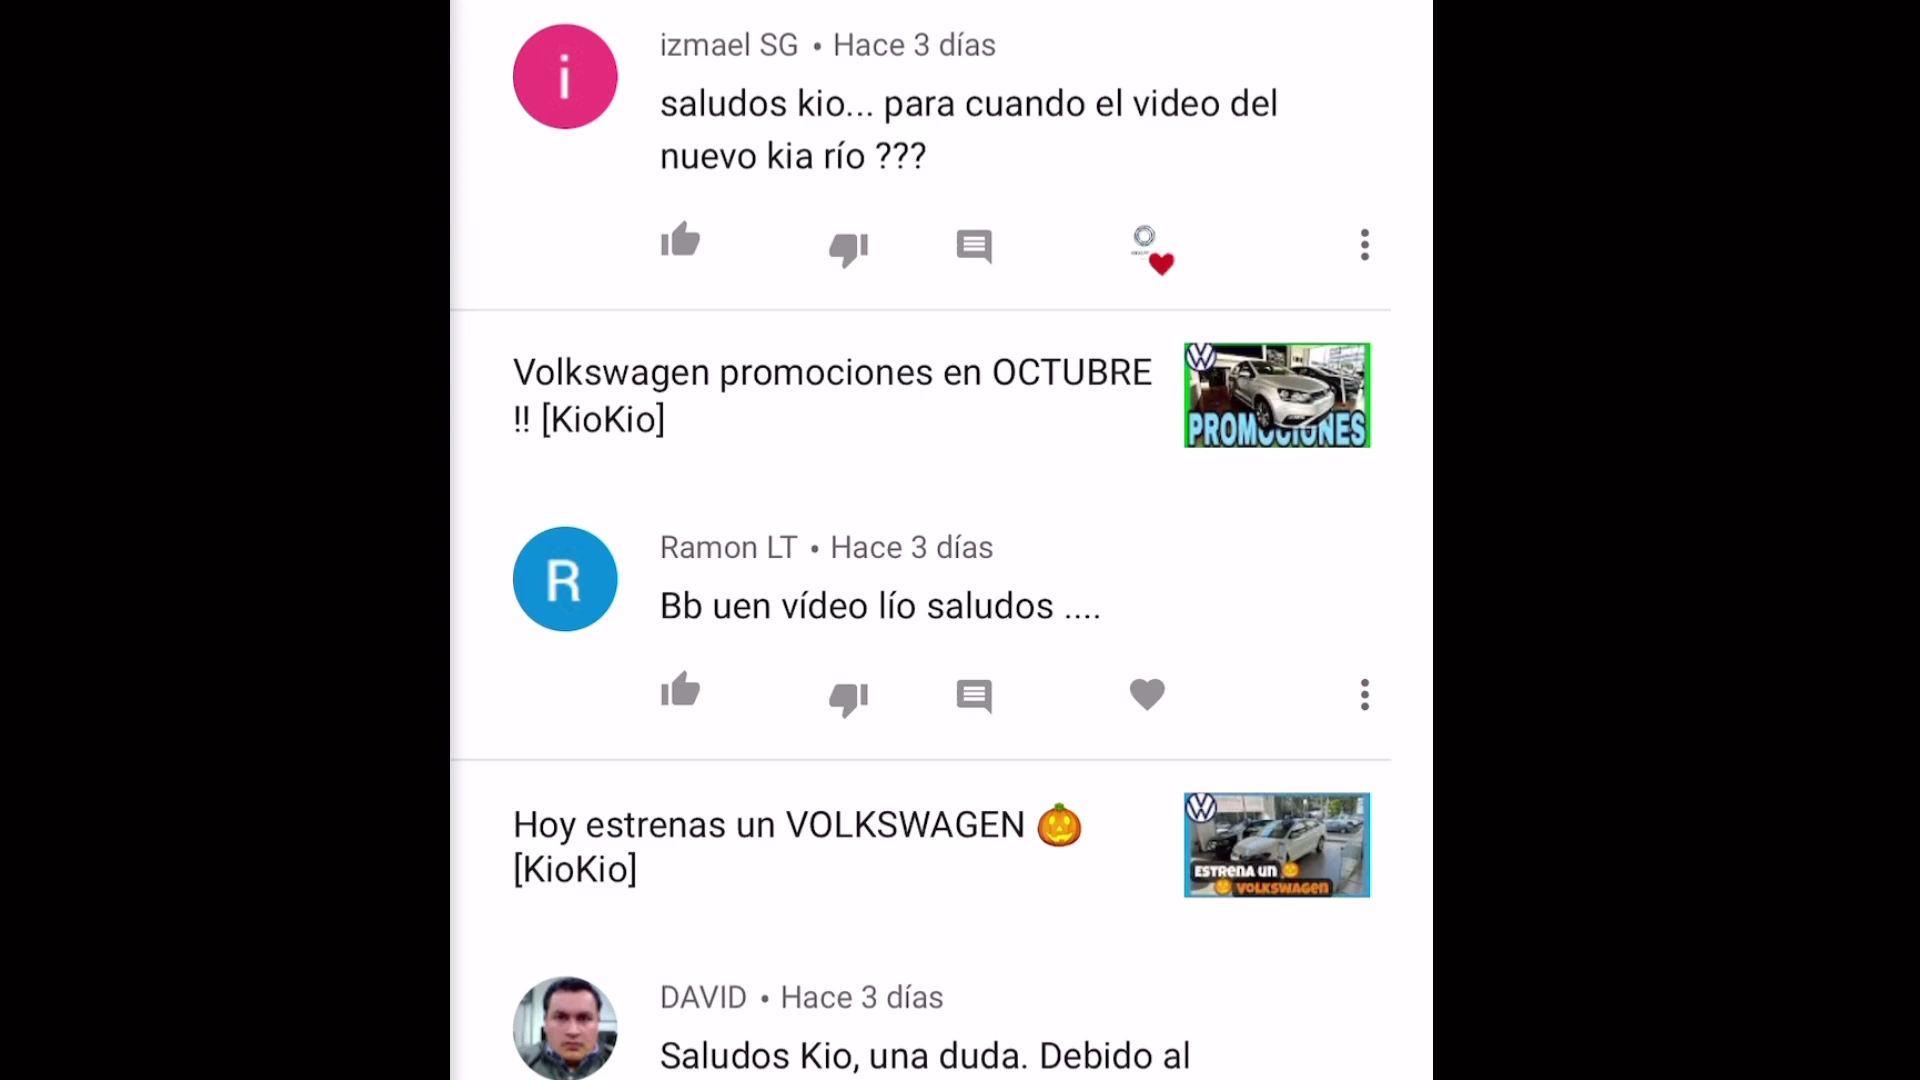 i
izmael SG • Hace 3 días
saludos kio... para cuando el video del
nuevo kia río ???
Volkswagen promociones en OCTUBRE
!! [KioKio]
PROMOCIONES
R
Ramon LT • Hace 3 días
Bb uen vídeo lío saludos ....
Hoy estrenas un VOLKSWAGEN 🎃
[KioKio]
ESTRENA UN 🎃
🎃 VOLKSWAGEN
DAVID • Hace 3 días
Saludos Kio, una duda. Debido al